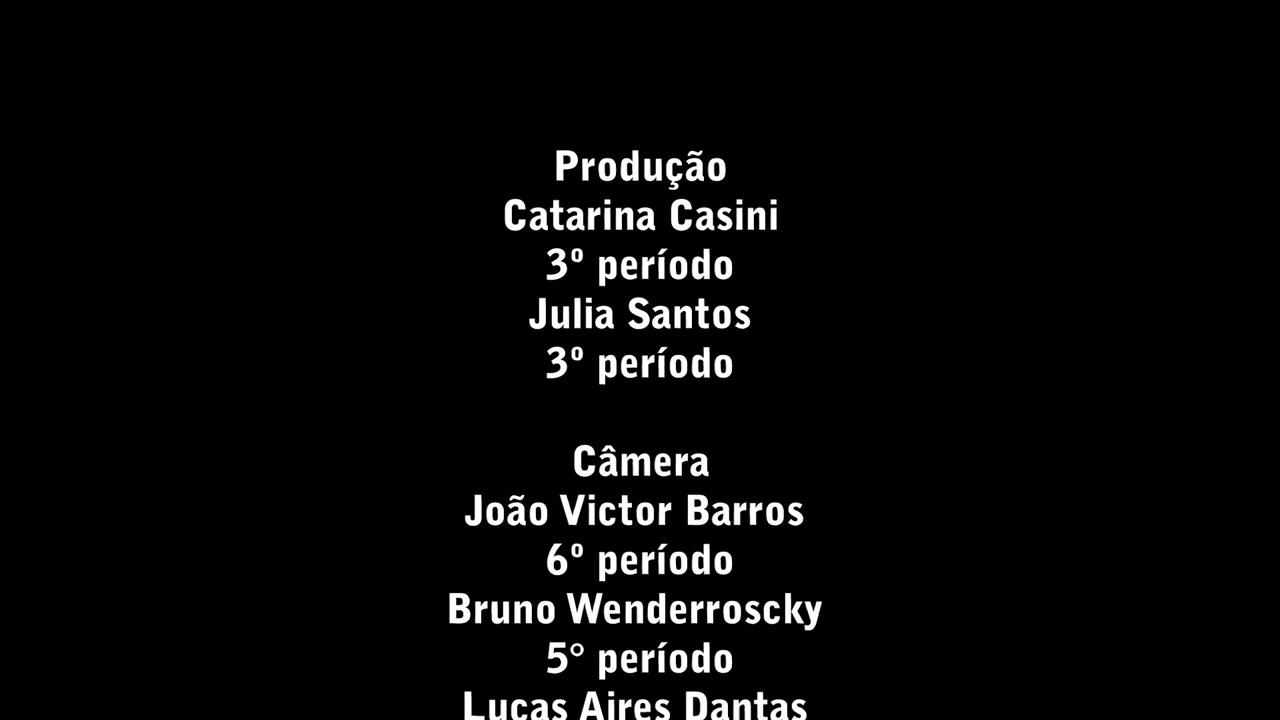 Produção
Catarina Casini
3º período
Julia Santos
3º período
Câmera
João Victor Barros
6º período
Bruno Wenderroscky
5° período
Lucas Aires Dantas